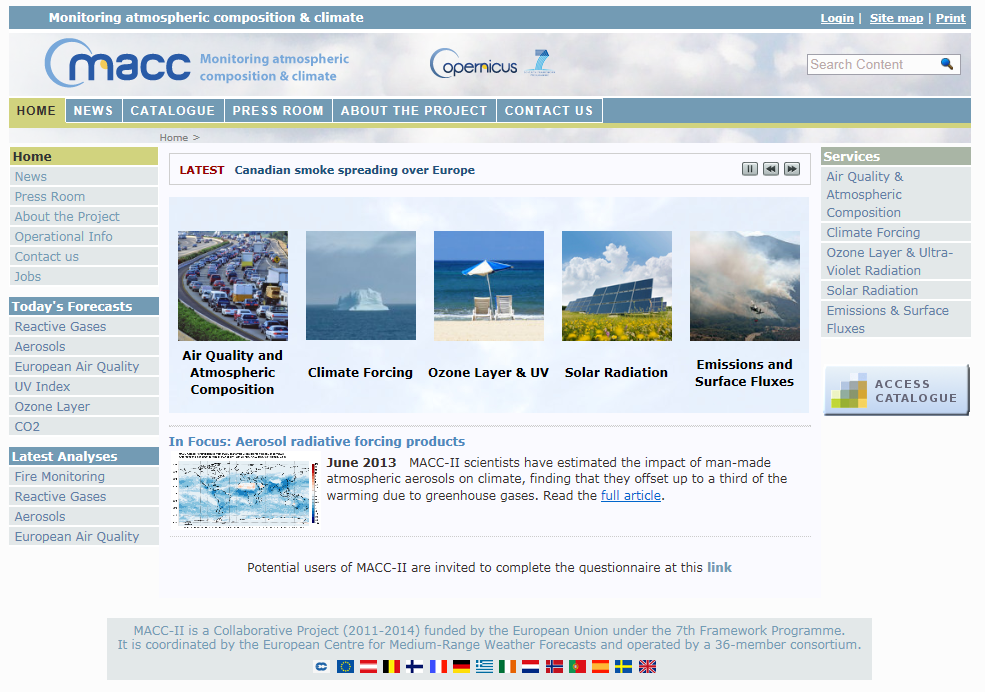 Monitoring atmospheric composition & climate
Login | Site map | Print
macc Monitoring atmospheric
composition & climate
Copernicus
7
Search Content
HOME NEWS CATALOGUE PRESS ROOM ABOUT THE PROJECT CONTACT US
Home >
Home
News
Press Room
About the Project
Operational Info
Contact us
Jobs
Today's Forecasts
Reactive Gases
Aerosols
European Air Quality
UV Index
Ozone Layer
CO2
Latest Analyses
Fire Monitoring
Reactive Gases
Aerosols
European Air Quality
LATEST Canadian smoke spreading over Europe
Air Quality and
Atmospheric
Composition
Climate Forcing
Ozone Layer & UV
Solar Radiation
Emissions and
Surface Fluxes
In Focus: Aerosol radiative forcing products
June 2013 MACC-II scientists have estimated the impact of man-made
atmospheric aerosols on climate, finding that they offset up to a third of the
warming due to greenhouse gases. Read the full article.
Potential users of MACC-II are invited to complete the questionnaire at this link
Services
Air Quality &
Atmospheric
Composition
Climate Forcing
Ozone Layer & Ultra-
Violet Radiation
Solar Radiation
Emissions & Surface
Fluxes
ACCESS
CATALOGUE
MACC-II is a Collaborative Project (2011-2014) funded by the European Union under the 7th Framework Programme.
It is coordinated by the European Centre for Medium-Range Weather Forecasts and operated by a 36-member consortium.